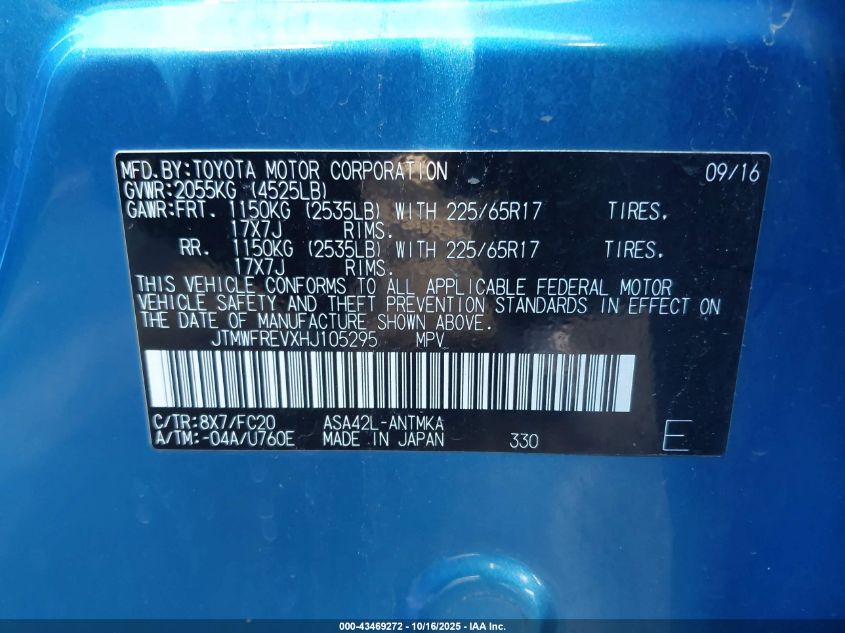 MFD.BY:TOYOTA MOTOR CORPORATION 09/16
GVWR:2055KG (4525LB)
GAWR:FRT. 1150KG (2535LB) WITH 225/65R17 TIRES.
17X7J RIMS.
RR. 1150KG (2535LB) WITH 225/65R17 TIRES.
17X7J RIMS.
THIS VEHICLE CONFORMS TO ALL APPLICABLE FEDERAL MOTOR
VEHICLE SAFETY AND THEFT PREVENTION STANDARDS IN EFFECT ON
THE DATE OF MANUFACTURE SHOWN ABOVE.
JTMWFREVXHJ105295 MPV
C/TR:8X7/FC20 ASA42L-ANTMKA
A/TM:-04A/U760E MADE IN JAPAN 330 E
000-43469272 - 10/16/2025 - IAA Inc.